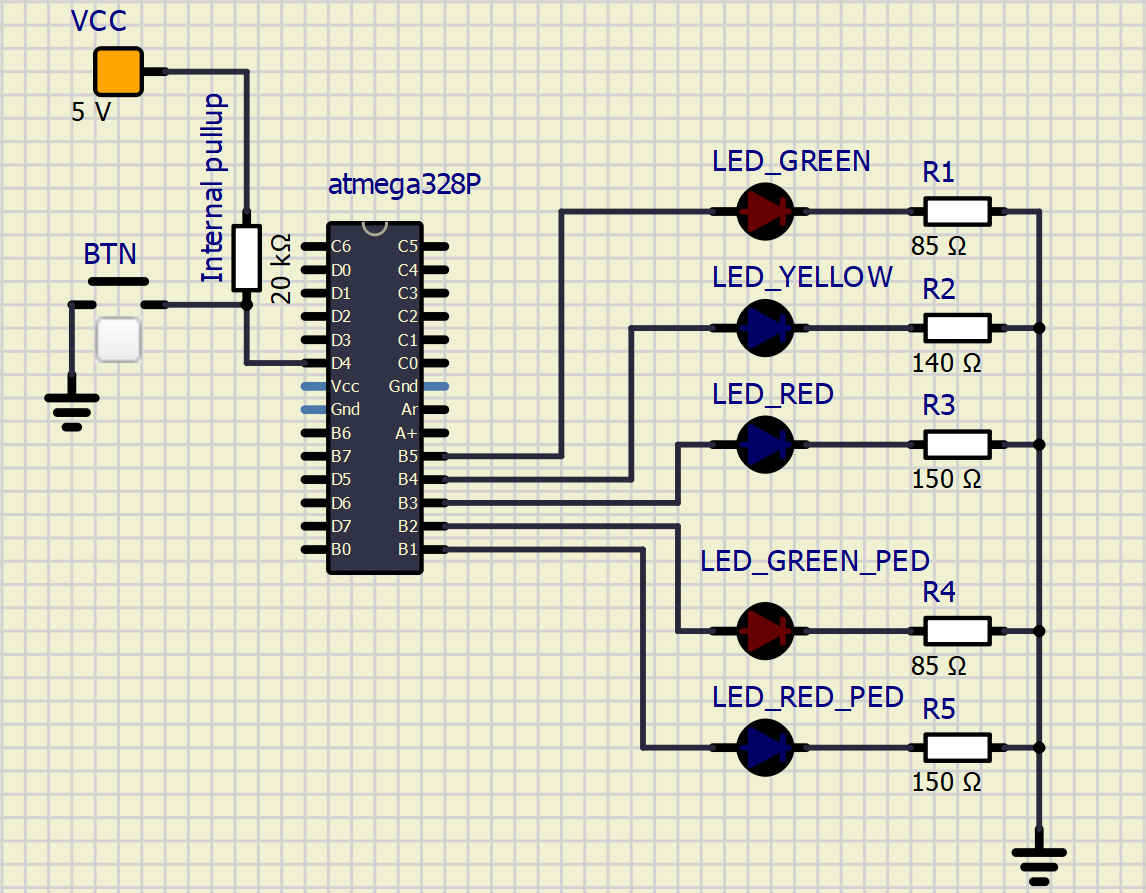 VCC
5 V
Internal pullup
20 kΩ
BTN
atmega328P
C6 C5
D0 C4
D1 C3
D2 C2
D3 C1
D4 C0
Vcc Gnd
Gnd Ar
B6 A+
B7 B5
D5 B4
D6 B3
D7 B2
B0 B1
LED_GREEN
R1
85 Ω
LED_YELLOW
R2
140 Ω
LED_RED
R3
150 Ω
LED_GREEN_PED
R4
85 Ω
LED_RED_PED
R5
150 Ω